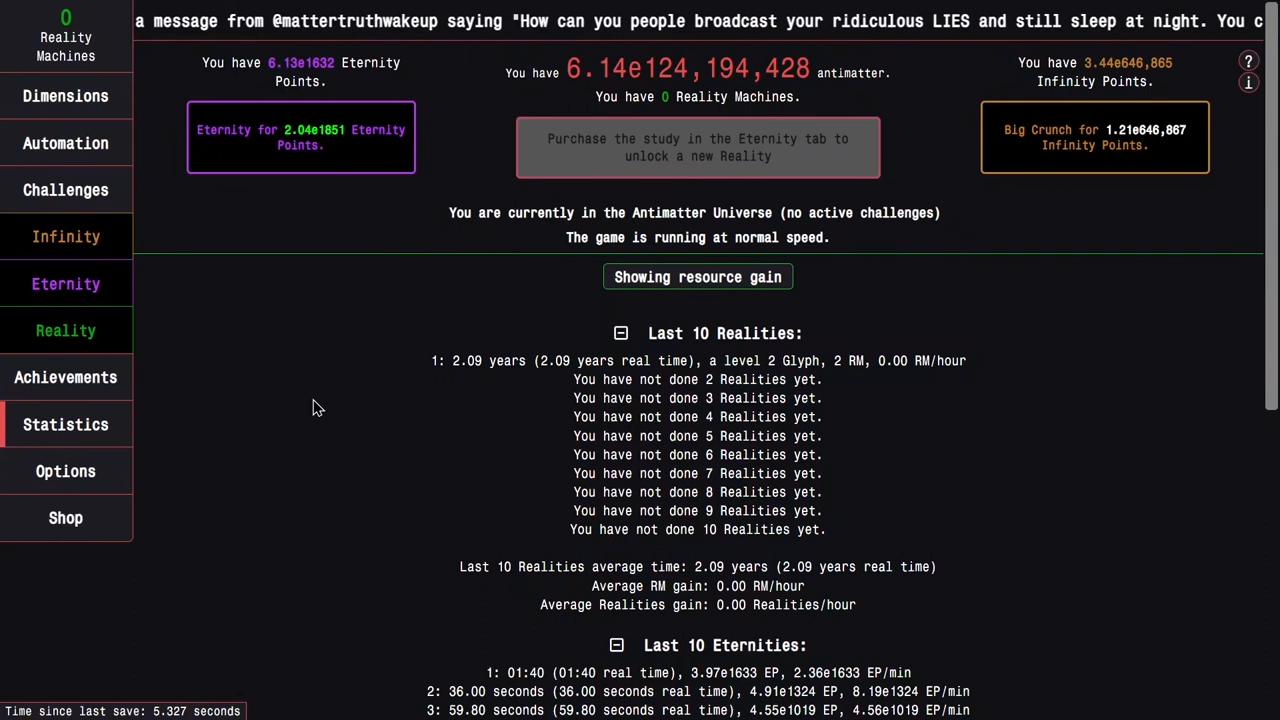 0
Reality
Machines
Dimensions
Automation
Challenges
Infinity
Eternity
Reality
Achievements
Statistics
Options
Shop
a message from @mattertruthwakeup saying "How can you people broadcast your ridiculous LIES and still sleep at night. You c
You have 6.13e1632 Eternity
Points.
Eternity for 2.04e1851 Eternity
Points.
You have 6.14e124,194,428 antimatter.
You have 0 Reality Machines.
Purchase the study in the Eternity tab to
unlock a new Reality
You have 3.44e646,865
Infinity Points.
Big Crunch for 1.21e646,867
Infinity Points.
?
i
You are currently in the Antimatter Universe (no active challenges)
The game is running at normal speed.
Showing resource gain
Last 10 Realities:
1: 2.09 years (2.09 years real time), a level 2 Glyph, 2 RM, 0.00 RM/hour
You have not done 2 Realities yet.
You have not done 3 Realities yet.
You have not done 4 Realities yet.
You have not done 5 Realities yet.
You have not done 6 Realities yet.
You have not done 7 Realities yet.
You have not done 8 Realities yet.
You have not done 9 Realities yet.
You have not done 10 Realities yet.
Last 10 Realities average time: 2.09 years (2.09 years real time)
Average RM gain: 0.00 RM/hour
Average Realities gain: 0.00 Realities/hour
Last 10 Eternities:
1: 01:40 (01:40 real time), 3.97e1633 EP, 2.36e1633 EP/min
2: 36.00 seconds (36.00 seconds real time), 4.91e1324 EP, 8.19e1324 EP/min
3: 59.80 seconds (59.80 seconds real time), 4.55e1019 EP, 4.56e1019 EP/min
Time since last save: 5.327 seconds